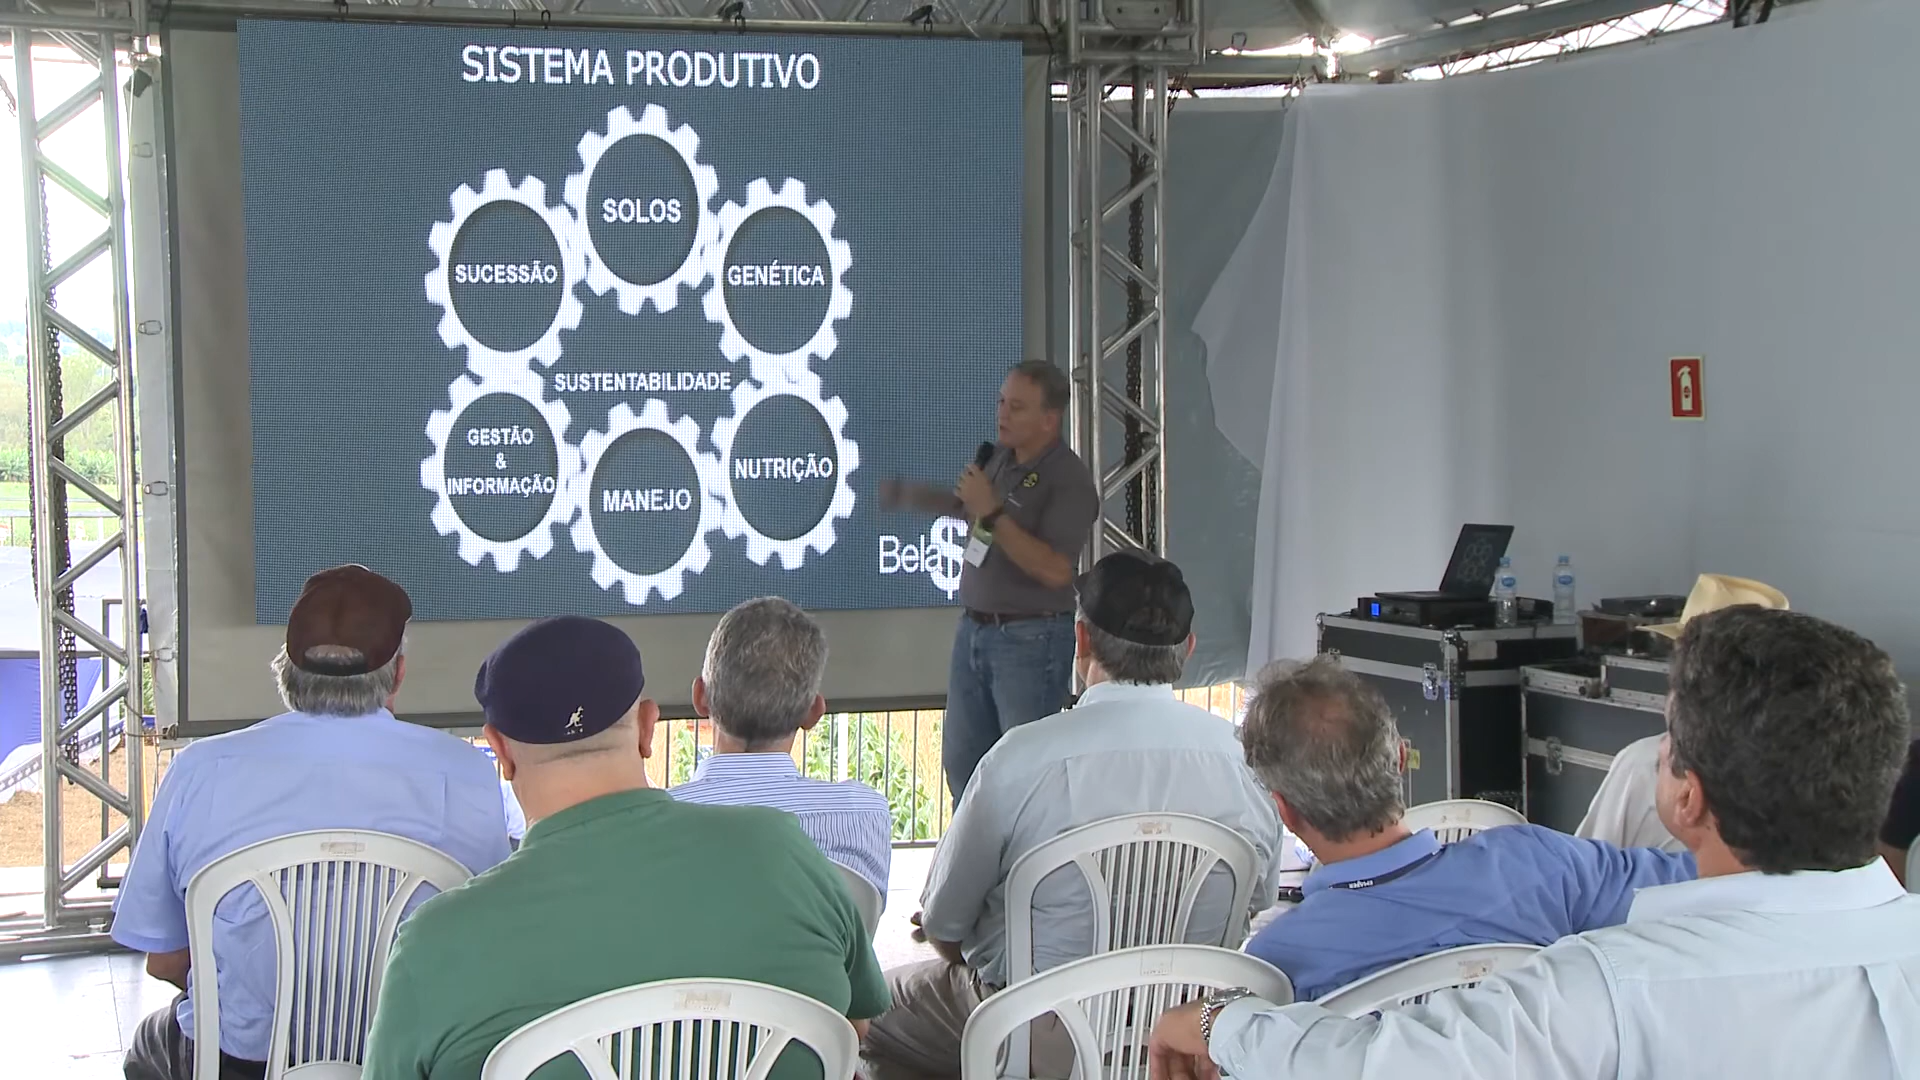 SISTEMA PRODUTIVO
SOLOS
SUCESSÃO
GENÉTICA
SUSTENTABILIDADE
GESTÃO
&
INFORMAÇÃO
MANEJO
NUTRIÇÃO
Bela$